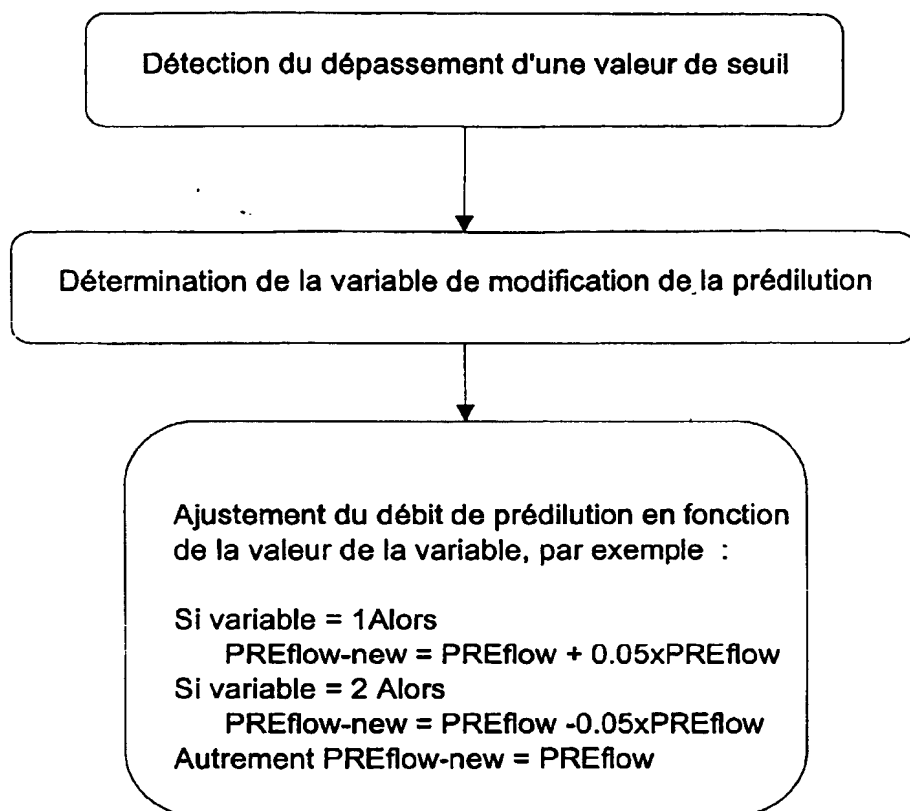 Détection du dépassement d'une valeur de seuil
Détermination de la variable de modification de la prédilution
Ajustement du débit de prédilution en fonction
de la valeur de la variable, par exemple :
Si variable = 1Alors
PREflow-new = PREflow + 0.05xPREflow
Si variable = 2 Alors
PREflow-new = PREflow -0.05xPREflow
Autrement PREflow-new = PREflow